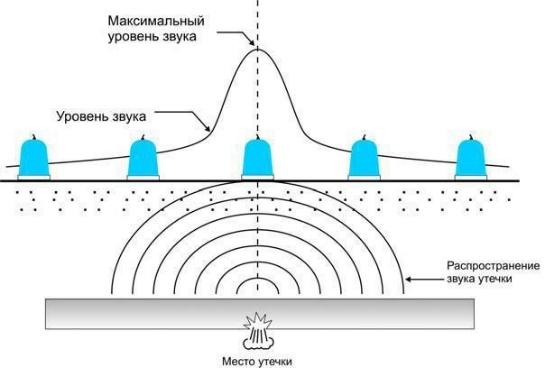 Максимальный
уровень звука
Уровень звука
Распространение
звука утечки
Место утечки